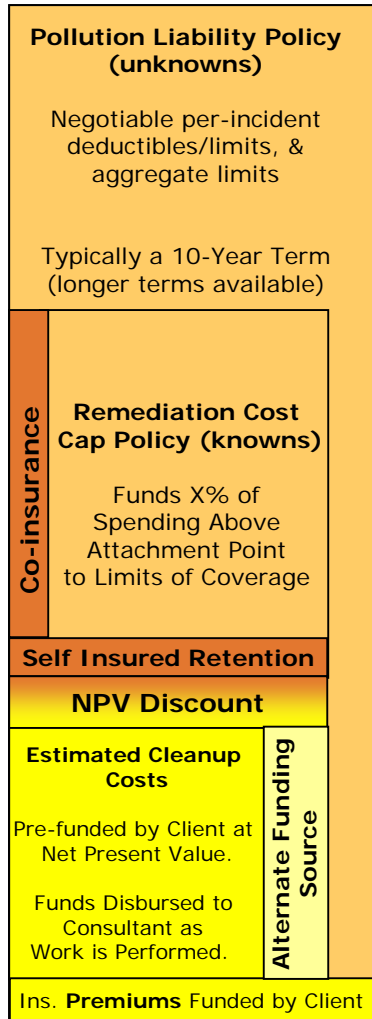 Pollution Liability Policy
(unknowns)
Negotiable per-incident
deductibles/limits, &
aggregate limits
Typically a 10-Year Term
(longer terms available)
Co-insurance
Remediation Cost
Cap Policy (knowns)
Funds X% of
Spending Above
Attachment Point
to Limits of Coverage
Self Insured Retention
NPV Discount
Estimated Cleanup
Costs
Pre-funded by Client at
Net Present Value.
Funds Disbursed to
Consultant as
Work is Performed.
Alternate Funding
Source
Ins. Premiums Funded by Client